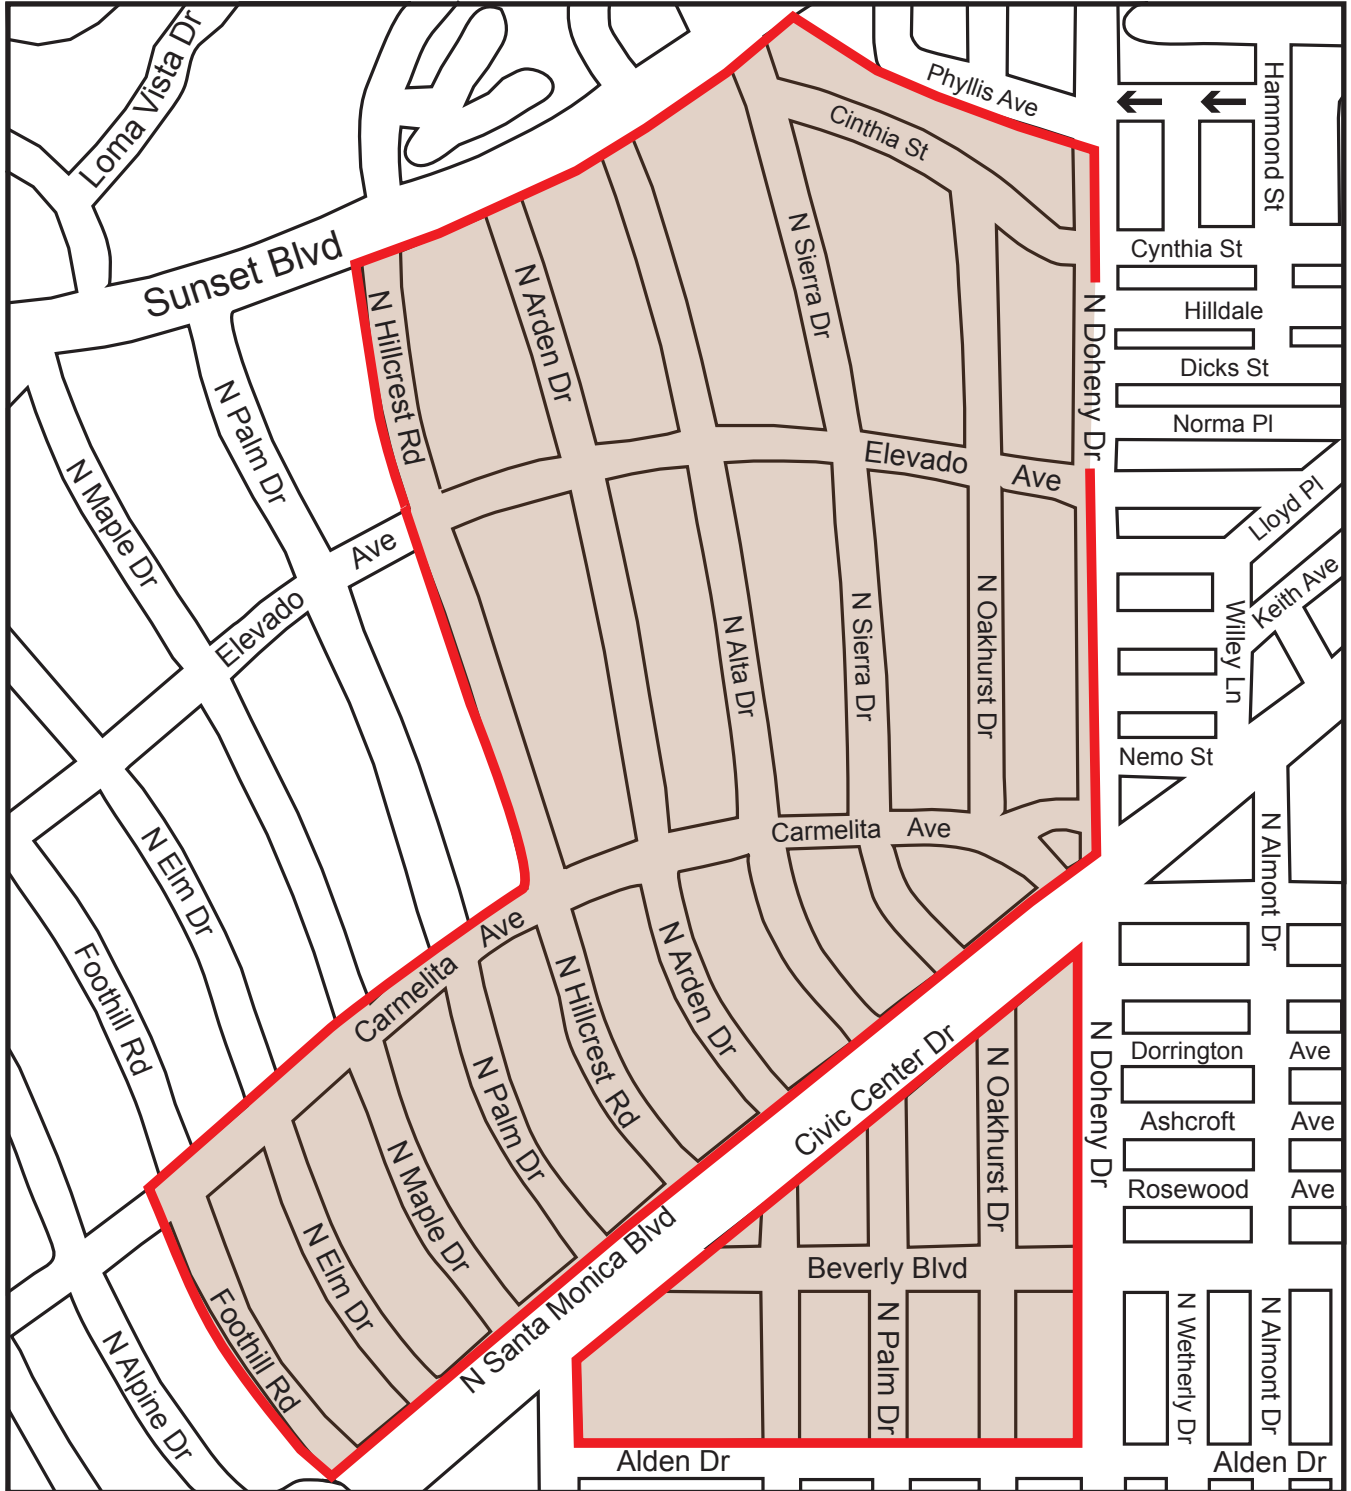 Loma Vista Dr
Phyllis Ave
Hammond St
Cinthia St
Sunset Blvd
N Sierra Dr
Cynthia St
N Hillcrest Rd
N Arden Dr
N Doheny Dr
Hilldale
Dicks St
Norma Pl
N Palm Dr
N Maple Dr
Elevado
Ave
Lloyd Pl
Ave
Keith Ave
Elevado
N Alta Dr
N Sierra Dr
N Oakhurst Dr
Willey Ln
Nemo St
Carmelita
Ave
N Almont Dr
N Elm Dr
Foothill Rd
Ave
Carmelita
N Hillcrest Rd
N Arden Dr
Civic Center Dr
N Oakhurst Dr
N Doheny Dr
Dorrington
Ave
Ashcroft
Ave
Rosewood
Ave
N Palm Dr
N Maple Dr
N Elm Dr
Foothill Rd
N Santa Monica Blvd
Beverly Blvd
N Palm Dr
N Wetherly Dr
N Almont Dr
N Alpine Dr
Alden Dr
Alden Dr